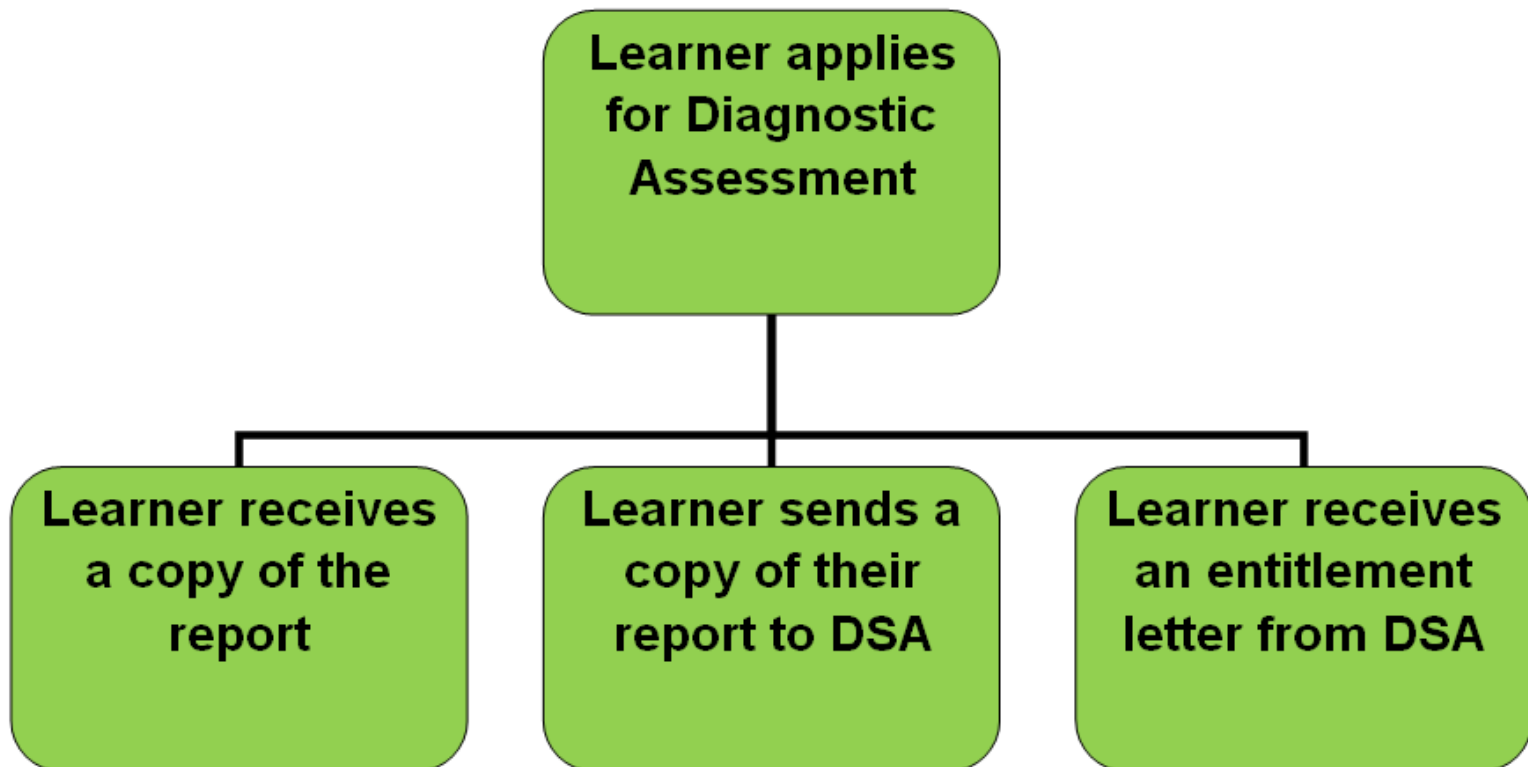 Learner applies
for Diagnostic
Assessment
Learner receives
a copy of the
report
Learner sends a
copy of their
report to DSA
Learner receives
an entitlement
letter from DSA